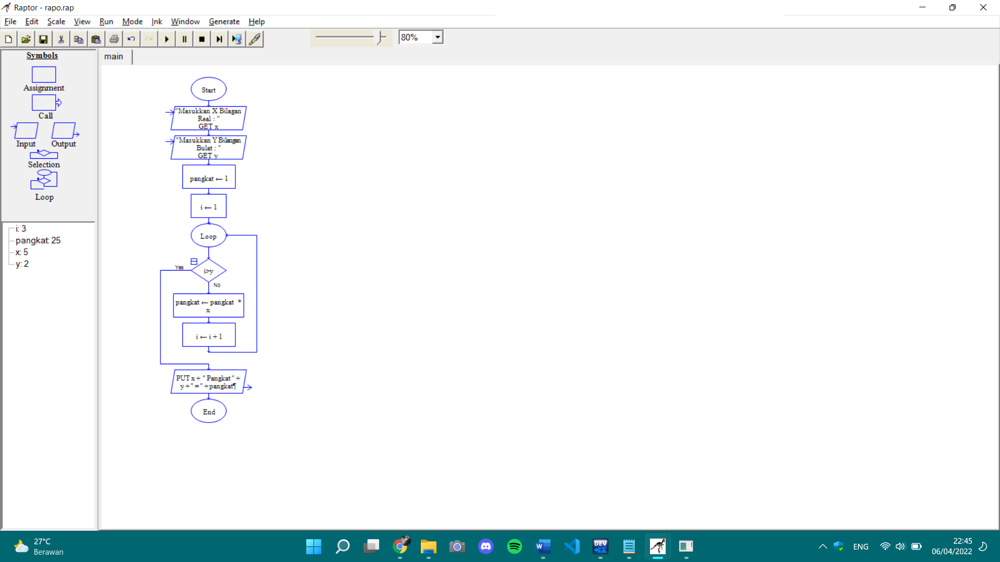 Raptor - rapo.rap
File Edit Scale View Run Mode Ink Window Generate Help
80%
Symbols
Assignment
Call
Input Output
Selection
Loop
i: 3
pangkat: 25
x: 5
y: 2
main
Start
"Masukkan X Bilagan
Real : "
GET x
"Masukkan Y Bilangan
Bulat : "
GET y
pangkat ← 1
i ← 1
Loop
Yes
i>y
No
pangkat ← pangkat *
x
i ← i + 1
PUT x + " Pangkat " +
y +" = " +pangkat¶
End
27°C
Berawan
W
DEV
C++
ENG
22:45
06/04/2022